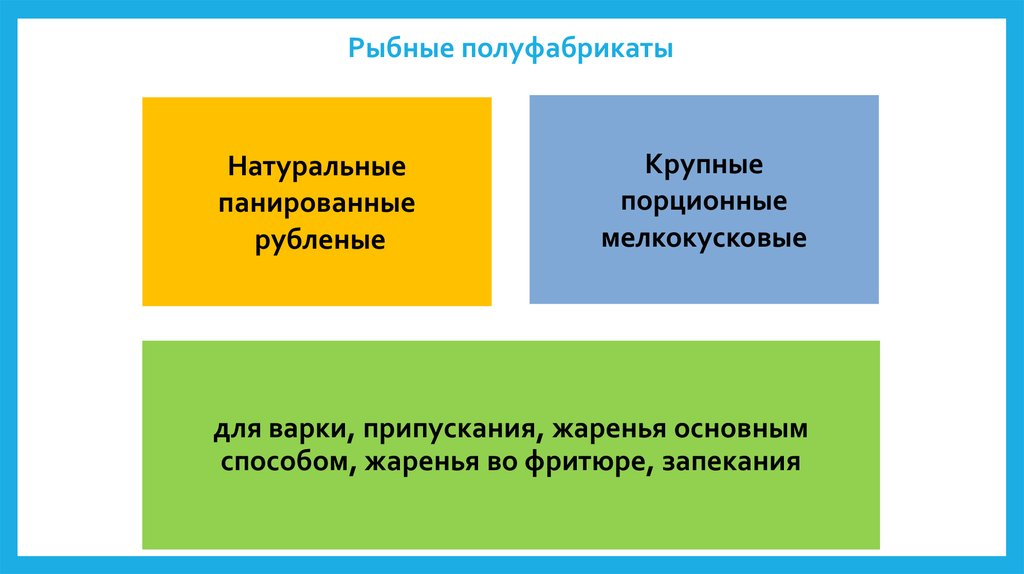 Рыбные полуфабрикаты
Натуральные
панированные
рубленые
Крупные
порционные
мелкокусковые
для варки, припускания, жаренья основным
способом, жаренья во фритюре, запекания